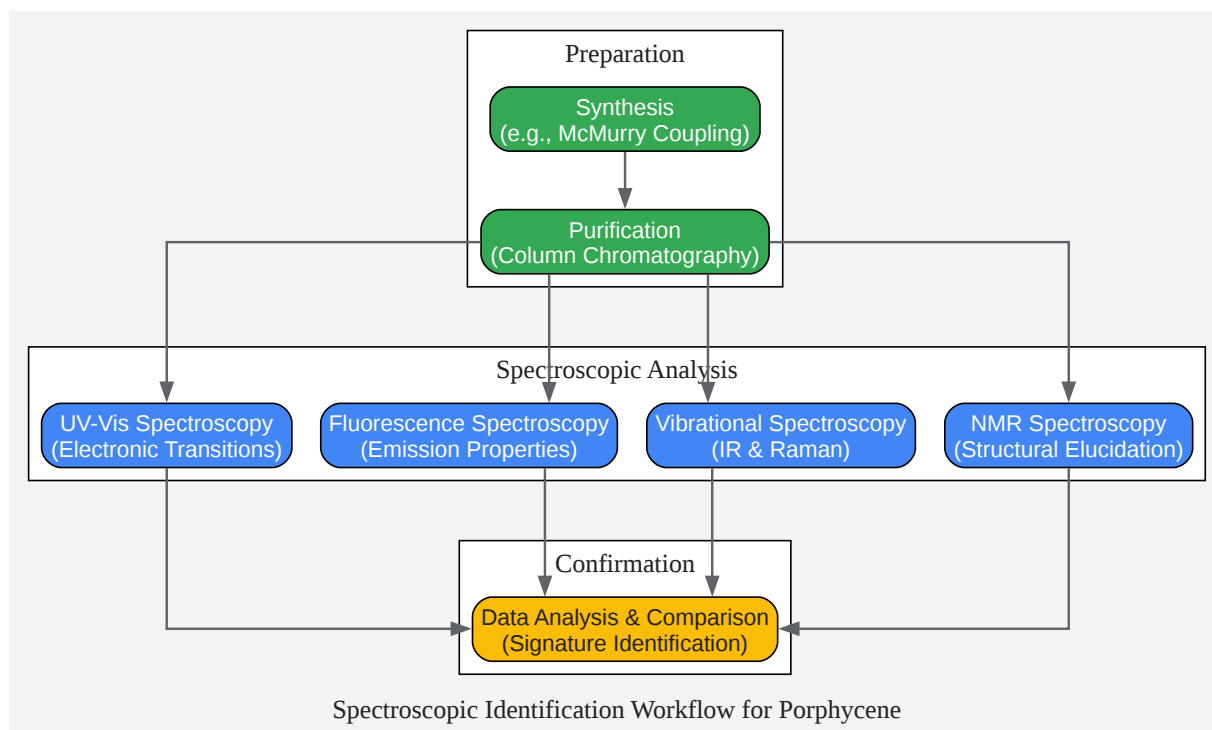 Preparation
Synthesis
(e.g., McMurry Coupling)
Purification
(Column Chromatography)
Spectroscopic Analysis
UV-Vis Spectroscopy
(Electronic Transitions)
Fluorescence Spectroscopy
(Emission Properties)
Vibrational Spectroscopy
(IR & Raman)
NMR Spectroscopy
(Structural Elucidation)
Confirmation
Data Analysis & Comparison
(Signature Identification)
Spectroscopic Identification Workflow for Porphycene